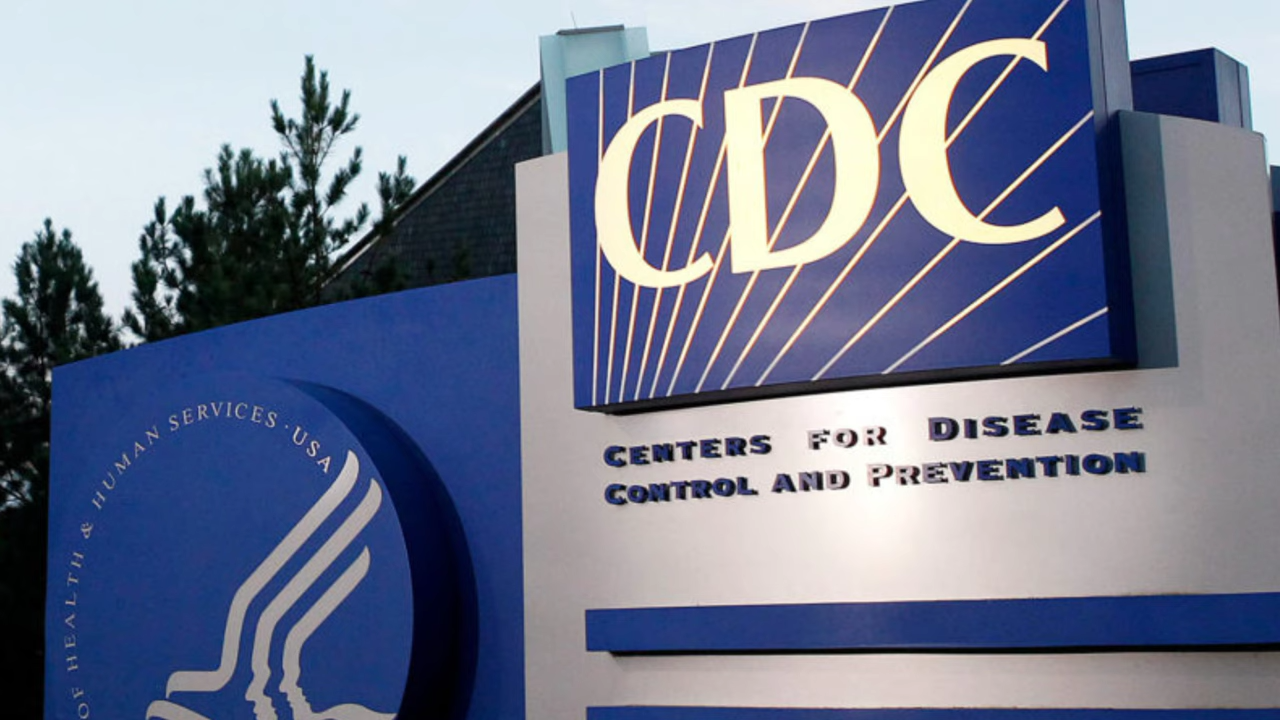 CDC
CENTERS FOR DISEASE
CONTROL AND PREVENTION
OF HEALTH & HUMAN SERVICES · USA